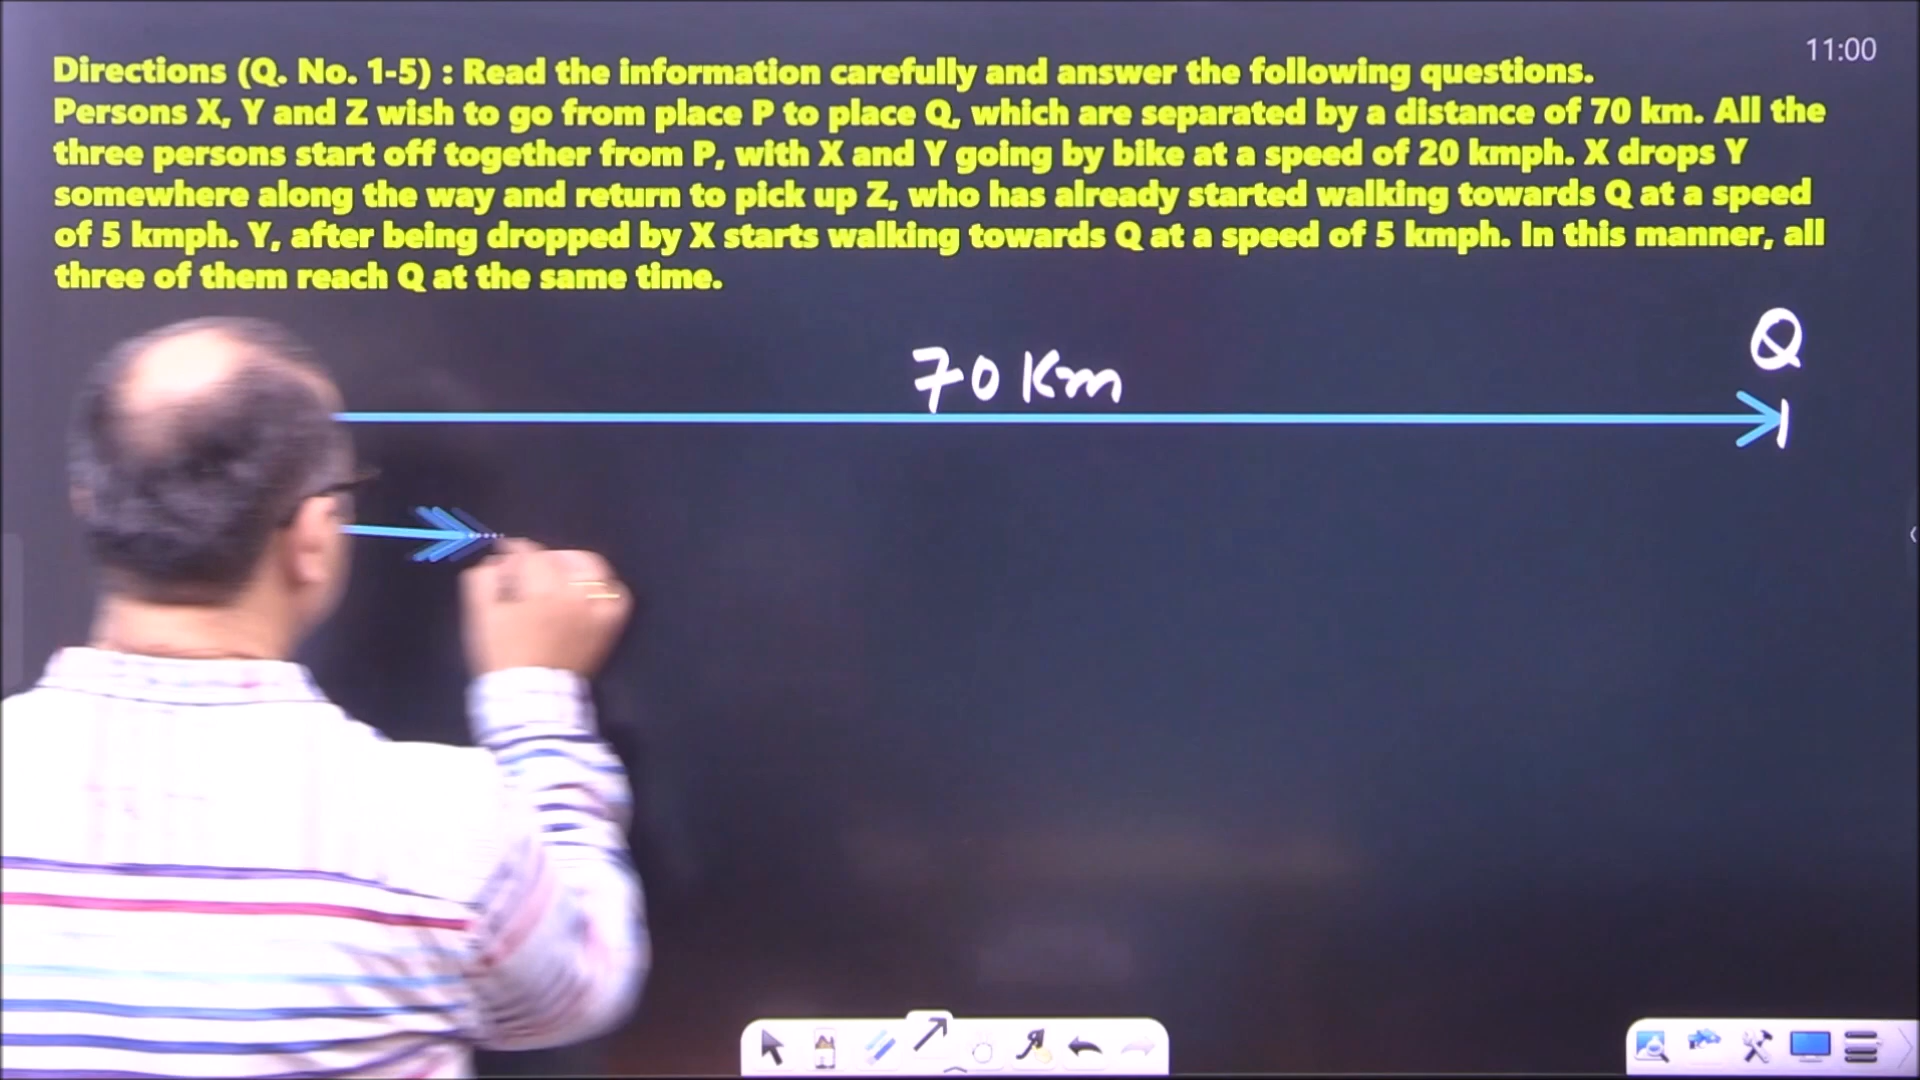 11:00
Directions (Q. No. 1-5) : Read the information carefully and answer the following questions.
Persons X, Y and Z wish to go from place P to place Q, which are separated by a distance of 70 km. All the
three persons start off together from P, with X and Y going by bike at a speed of 20 kmph. X drops Y
somewhere along the way and return to pick up Z, who has already started walking towards Q at a speed
of 5 kmph. Y, after being dropped by X starts walking towards Q at a speed of 5 kmph. In this manner, all
three of them reach Q at the same time.
Q
70 Km